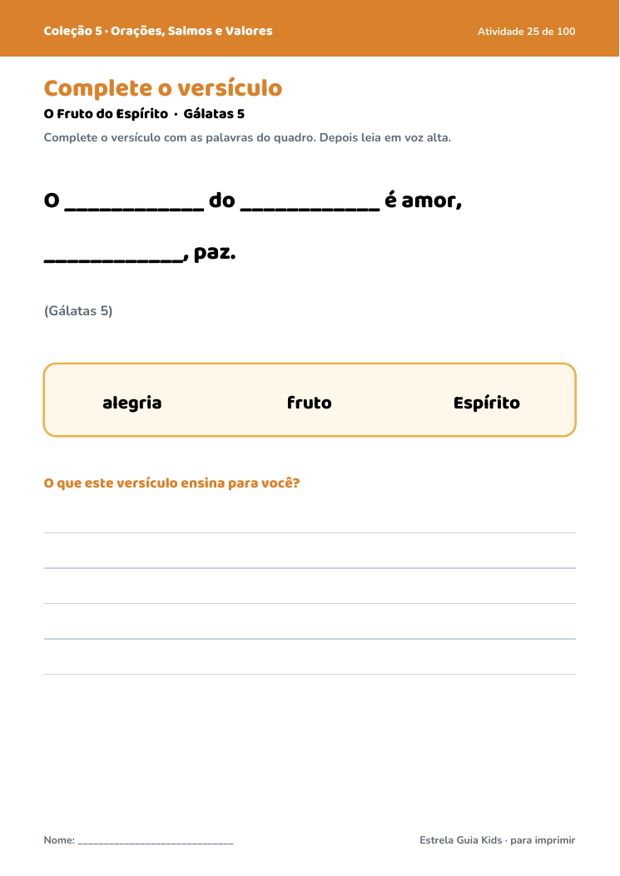 Coleção 5 · Orações, Salmos e Valores
Atividade 25 de 100
Complete o versículo
O Fruto do Espírito · Gálatas 5
Complete o versículo com as palavras do quadro. Depois leia em voz alta.
O ____________ do ____________ é amor,
____________, paz.
(Gálatas 5)
alegria fruto Espírito
O que este versículo ensina para você?
Nome: ______________________________
Estrela Guia Kids · para imprimir